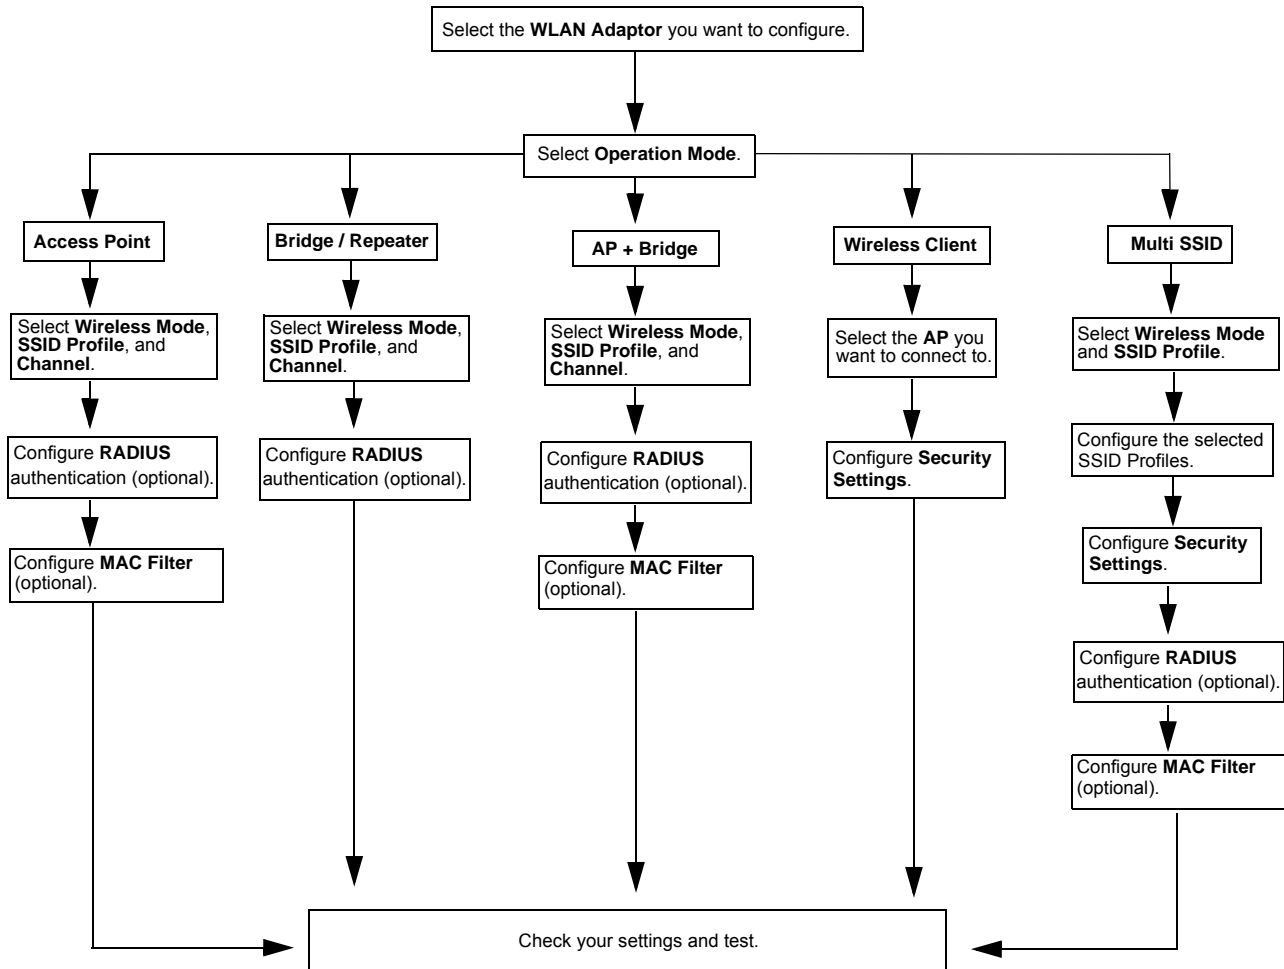 Select the WLAN Adaptor you want to configure.
Select Operation Mode.
Access Point
Select Wireless Mode,
SSID Profile, and
Channel.
Configure RADIUS
authentication (optional).
Configure MAC Filter
(optional).
Bridge / Repeater
Select Wireless Mode,
SSID Profile, and
Channel.
Configure RADIUS
authentication (optional).
AP + Bridge
Select Wireless Mode,
SSID Profile, and
Channel.
Configure RADIUS
authentication (optional).
Configure MAC Filter
(optional).
Wireless Client
Select the AP you
want to connect to.
Configure Security
Settings.
Multi SSID
Select Wireless Mode
and SSID Profile.
Configure the selected
SSID Profiles.
Configure Security
Settings.
Configure RADIUS
authentication (optional).
Configure MAC Filter
(optional).
Check your settings and test.